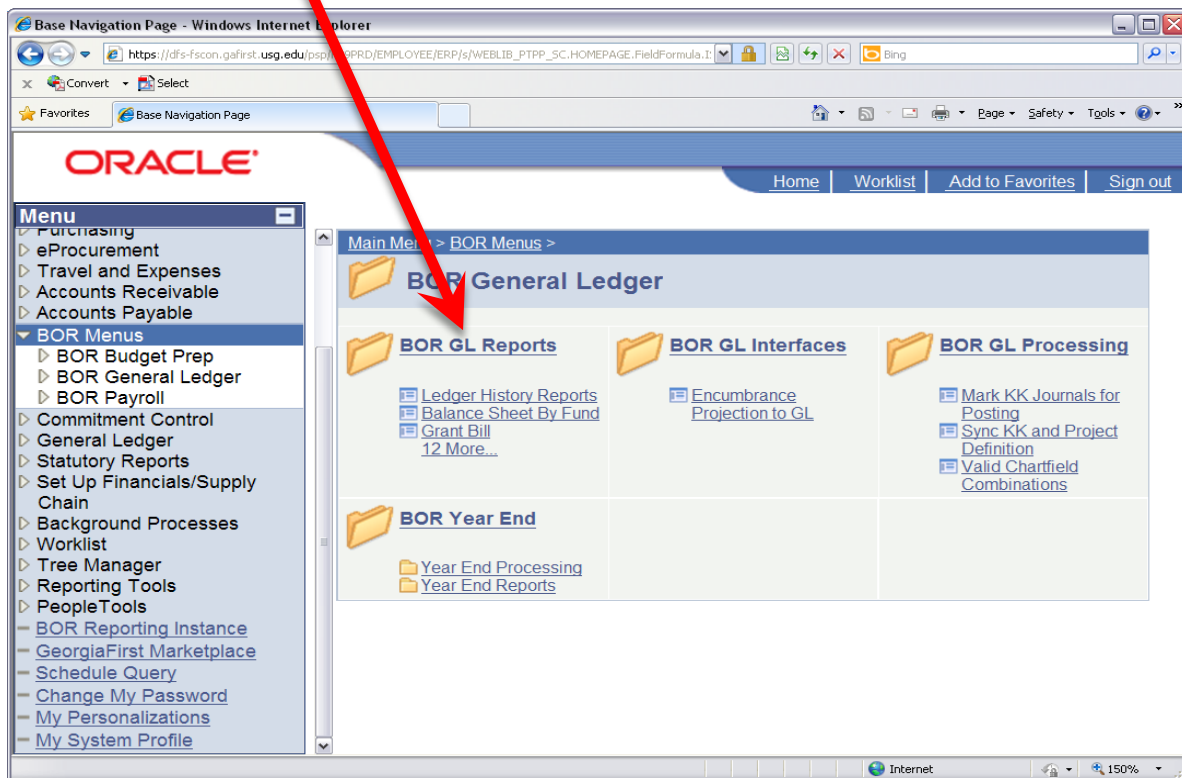 Base Navigation Page - Windows Internet Explorer
https://dfs-fscon.gafirst.usg.edu/psp/ 9PRD/EMPLOYEE/ERP/s/WEBLIB_PTPP_SC.HOMEPAGE.FieldFormula.I
Bing
x Convert Select
Favorites Base Navigation Page Page Safety Tools »
ORACLE
Home Worklist Add to Favorites Sign out
Menu
Purchasing
eProcurement
Travel and Expenses
Accounts Receivable
Accounts Payable
BOR Menus
BOR Budget Prep
BOR General Ledger
BOR Payroll
Commitment Control
General Ledger
Statutory Reports
Set Up Financials/Supply
Chain
Background Processes
Worklist
Tree Manager
Reporting Tools
PeopleTools
BOR Reporting Instance
GeorgiaFirst Marketplace
Schedule Query
Change My Password
My Personalizations
My System Profile
Main Menu > BOR Menus >
BOR General Ledger
BOR GL Reports
Ledger History Reports
Balance Sheet By Fund
Grant Bill
12 More...
BOR GL Interfaces
Encumbrance
Projection to GL
BOR GL Processing
Mark KK Journals for
Posting
Sync KK and Project
Definition
Valid Chartfield
Combinations
BOR Year End
Year End Processing
Year End Reports
Internet 150%